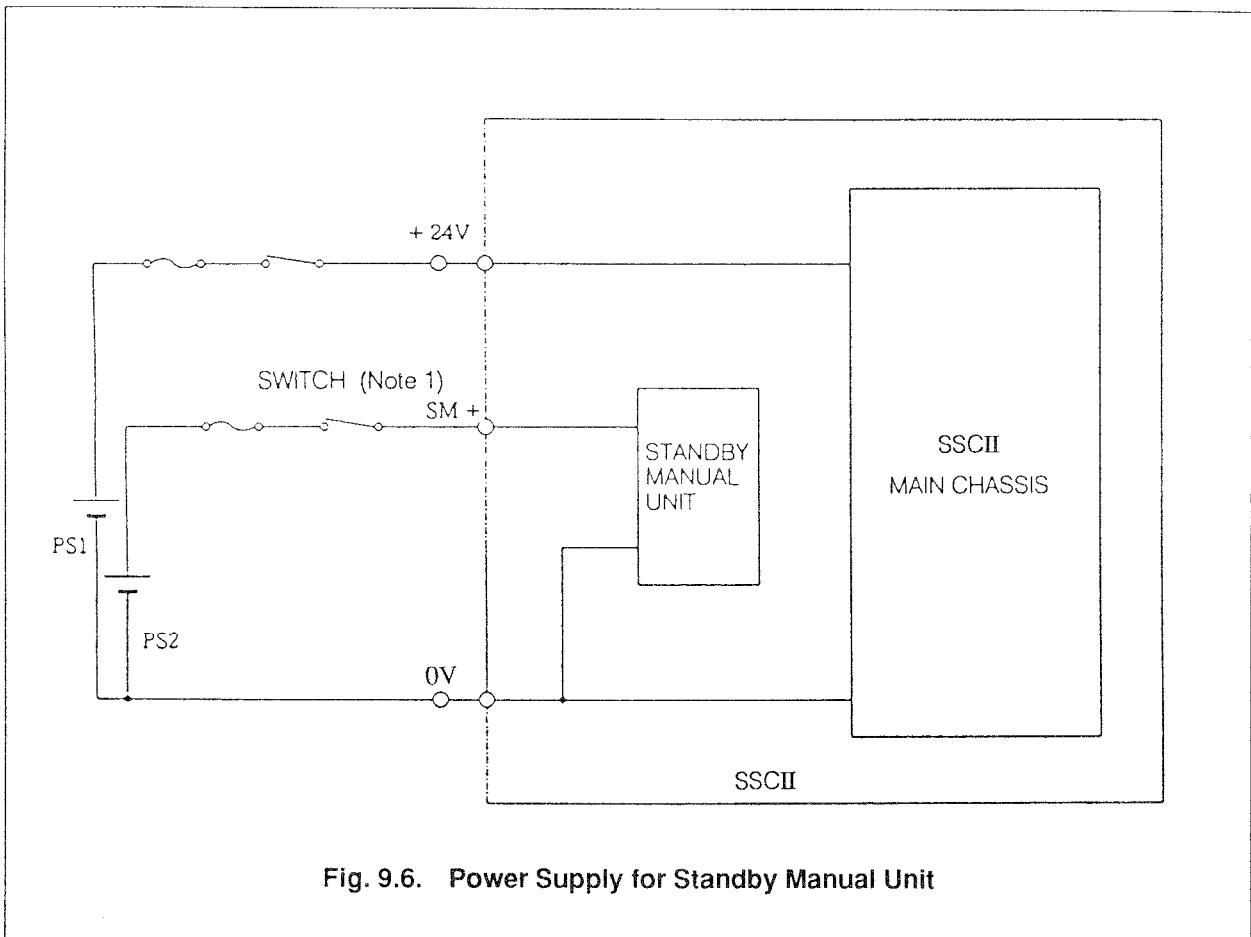 + 24V
SWITCH (Note 1)
SM +
STANDBY
MANUAL
UNIT
SSCII
MAIN CHASSIS
PS1
PS2
0V
SSCII
Fig. 9.6. Power Supply for Standby Manual Unit